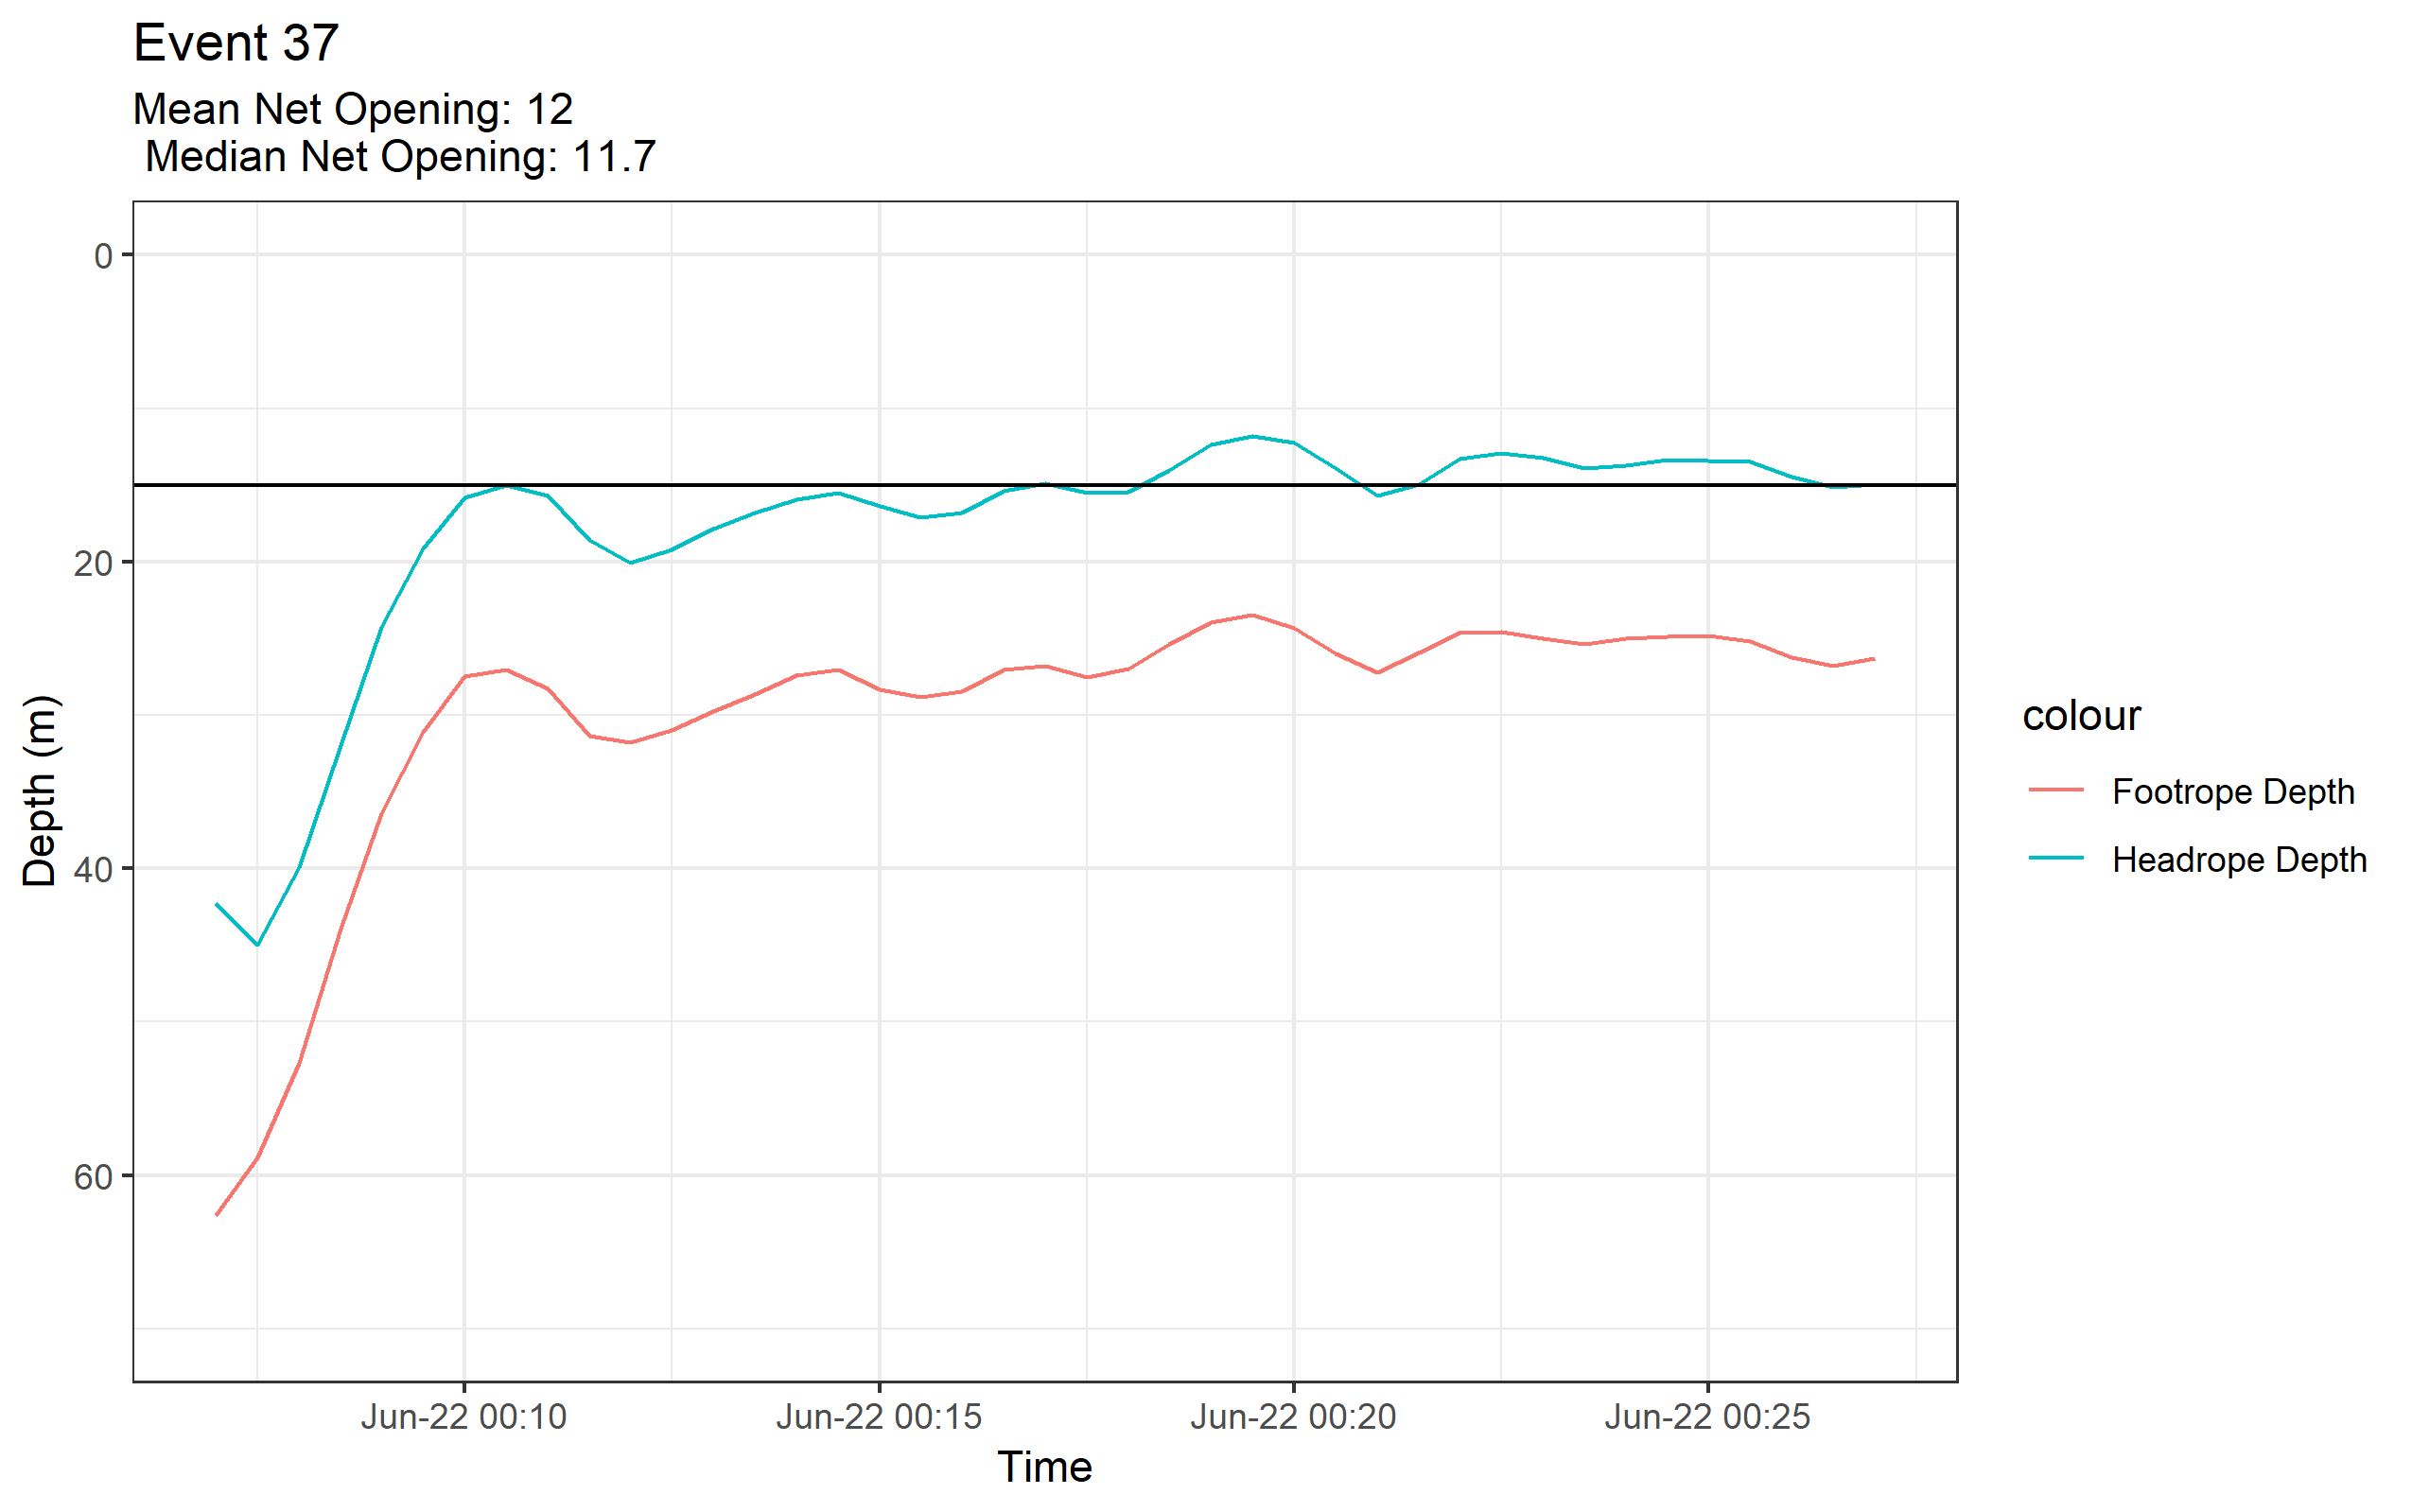 Event 37
Mean Net Opening: 12
Median Net Opening: 11.7
0
20
40
60
Depth (m)
Jun-22 00:10
Jun-22 00:15
Jun-22 00:20
Jun-22 00:25
Time
colour
Footrope Depth
Headrope Depth